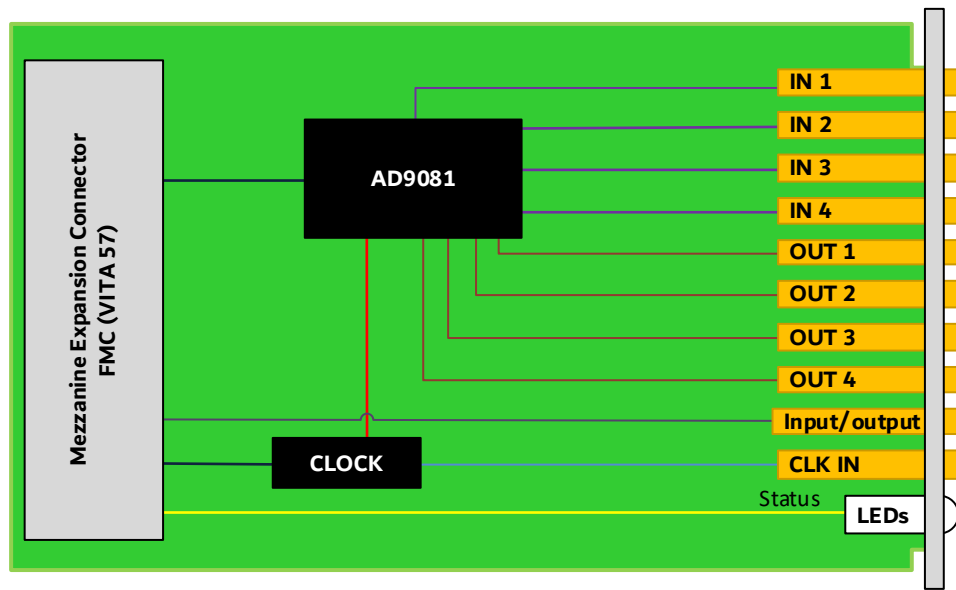 Mezzanine Expansion Connector
FMC (VITA 57)
AD9081
CLOCK
IN 1
IN 2
IN 3
IN 4
OUT 1
OUT 2
OUT 3
OUT 4
Input/output
CLK IN
Status
LEDs